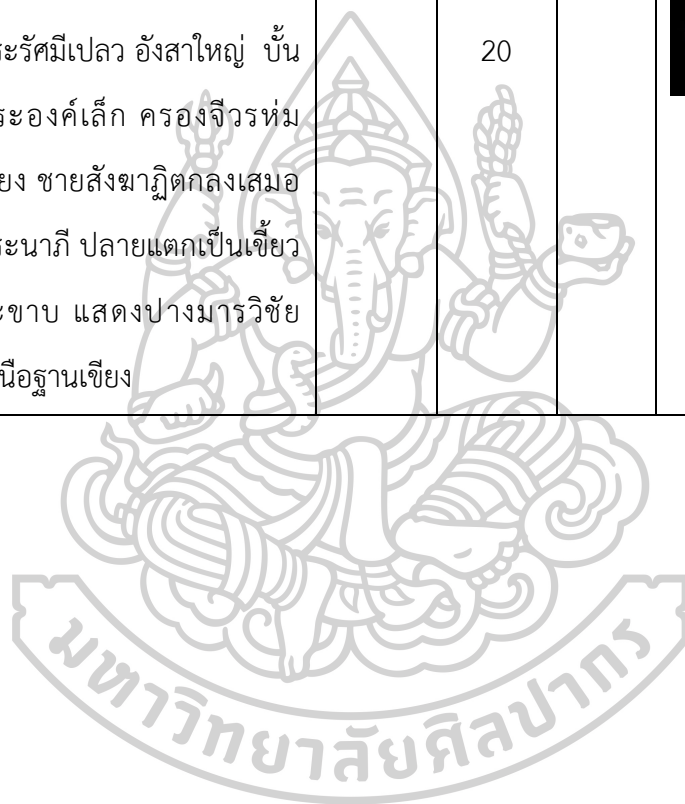 ะรัศมีเปลว อังสาใหญ่ บั้น 20
ระองค์เล็ก ครองจีวรห่ม
ยง ชายสังฆาฏิตกลงเสมอ
ระนาภี ปลายแตกเป็นเขี้ยว
ะขาบ แสดงปางมารวิชัย
นือฐานเขียง
มหาวิทยาลัยศิลปากร